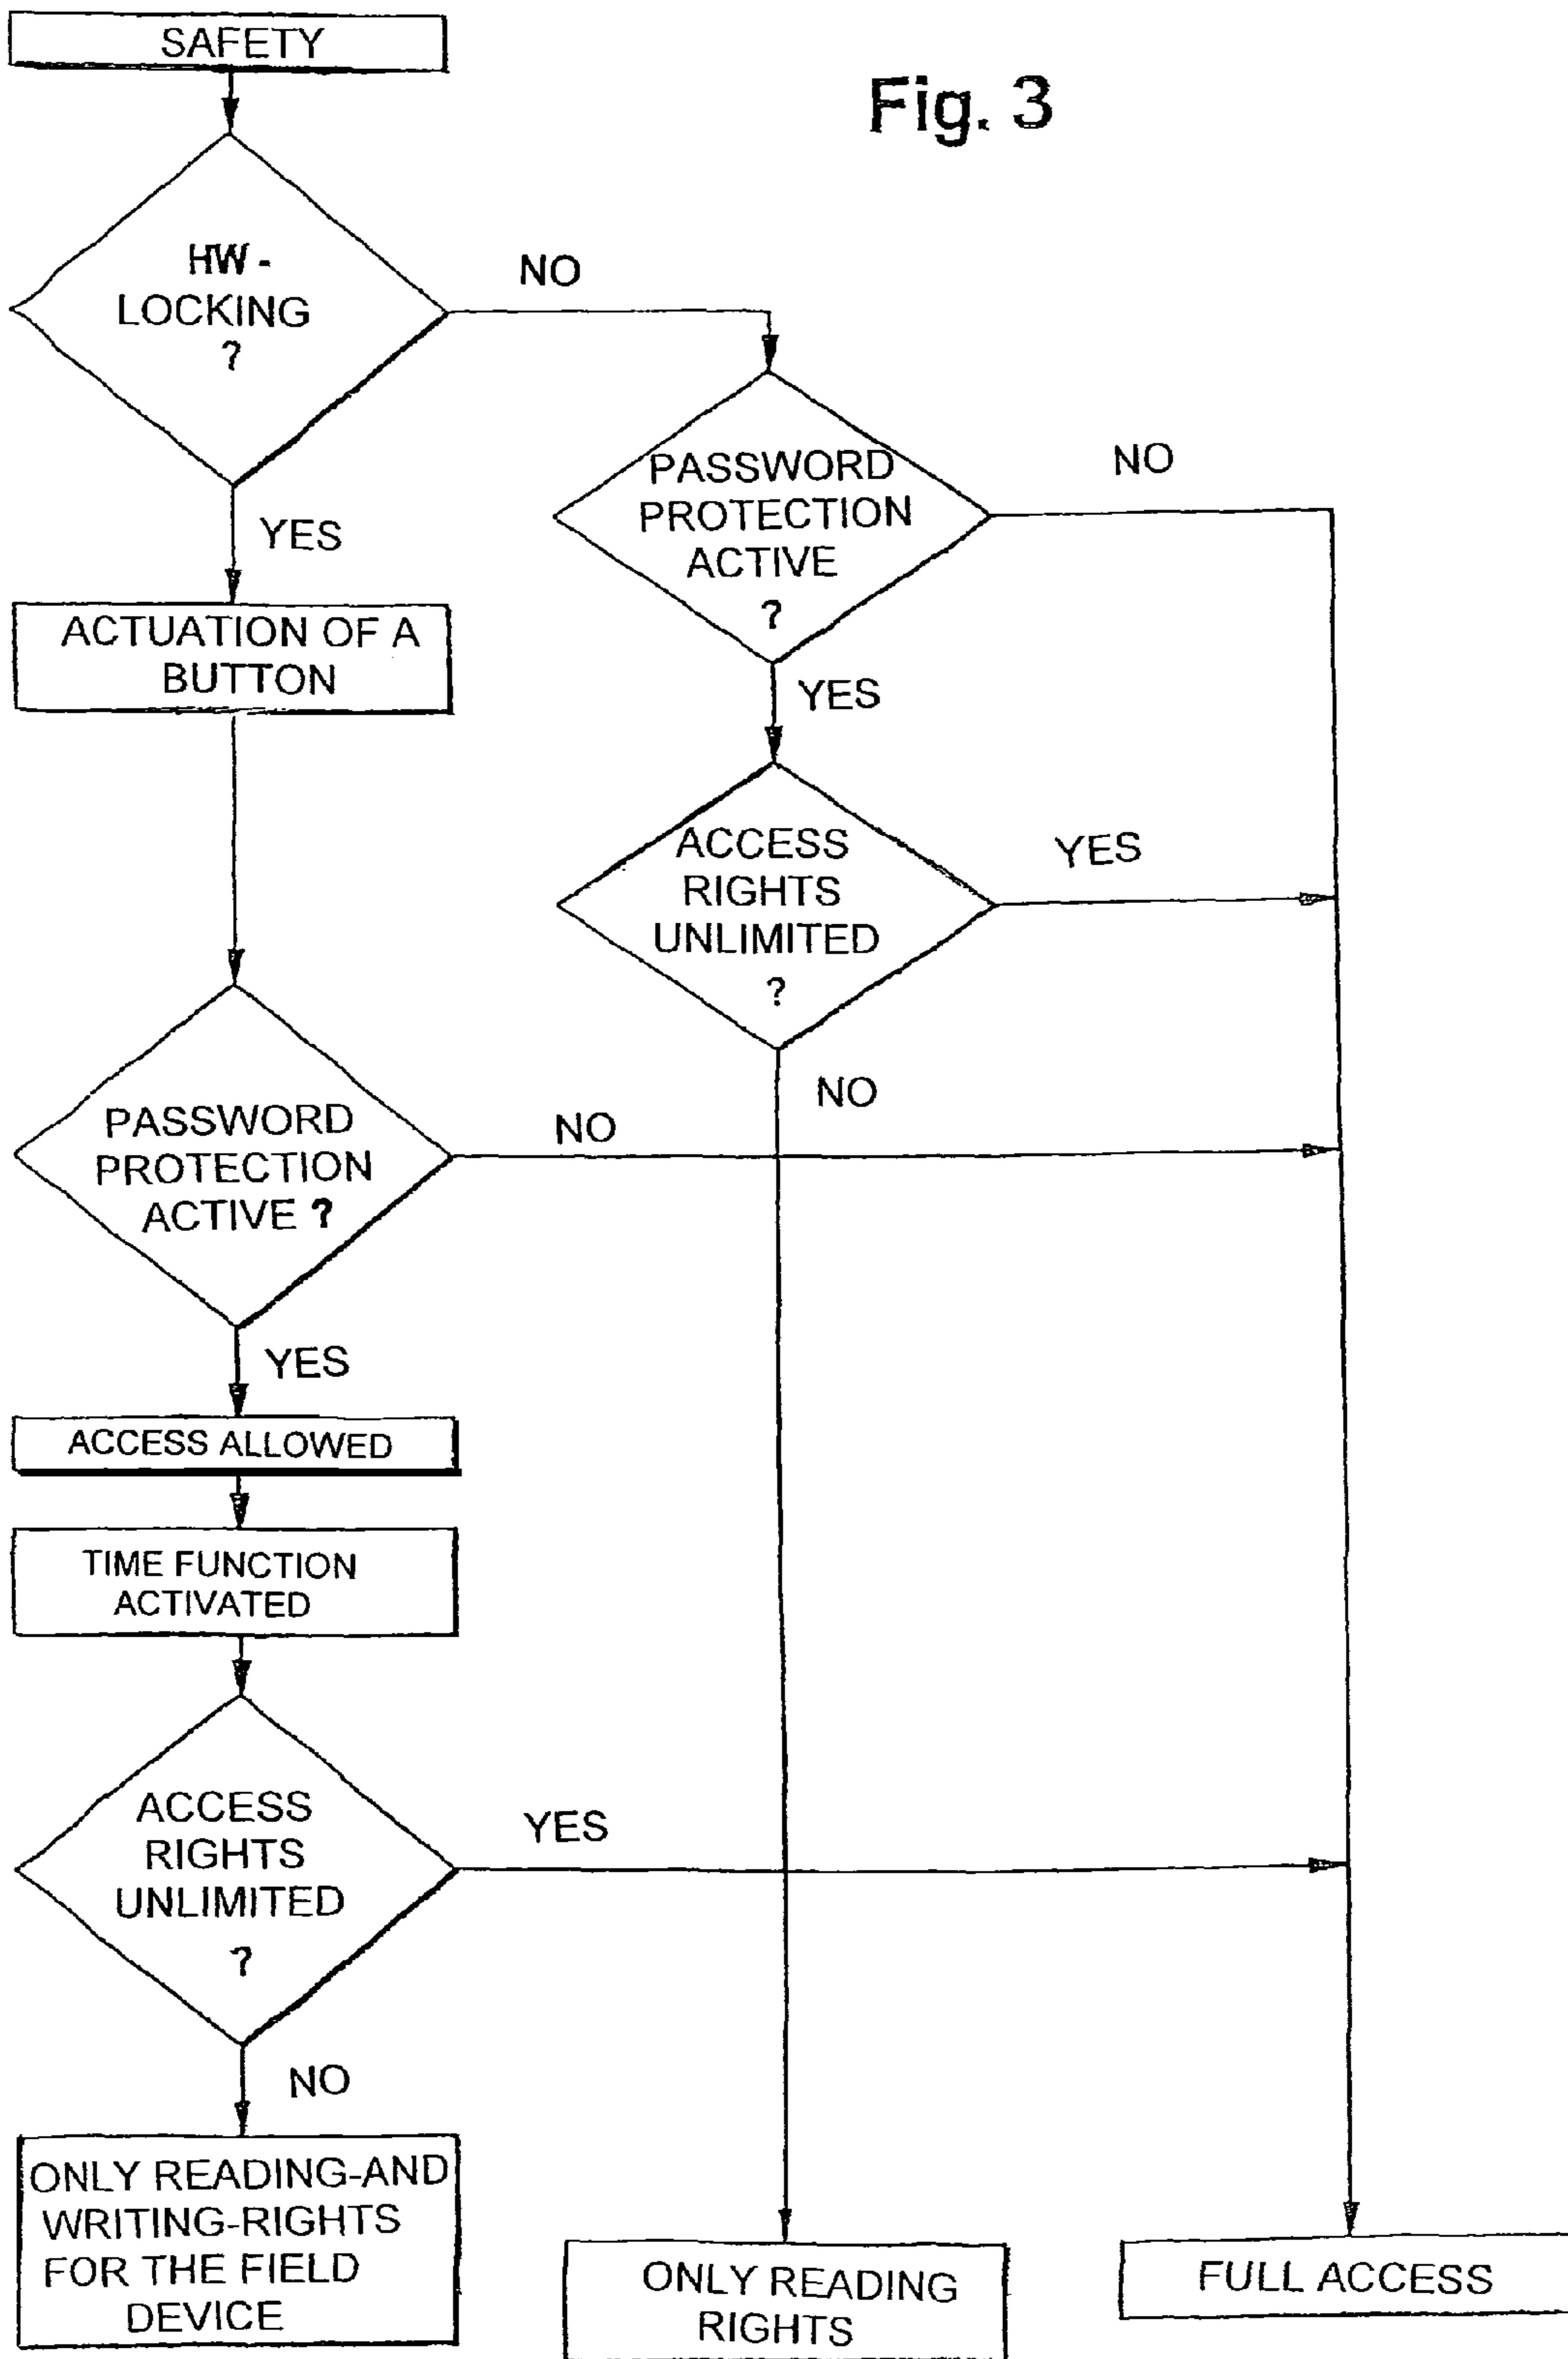 SAFETY
Fig. 3
HW -
LOCKING
?
NO
YES
PASSWORD
PROTECTION
ACTIVE
?
NO
YES
ACTUATION OF A
BUTTON
ACCESS
RIGHTS
UNLIMITED
?
YES
NO
PASSWORD
PROTECTION
ACTIVE ?
NO
YES
ACCESS ALLOWED
TIME FUNCTION
ACTIVATED
ACCESS
RIGHTS
UNLIMITED
?
YES
NO
ONLY READING-AND
WRITING-RIGHTS
FOR THE FIELD
DEVICE
ONLY READING
RIGHTS
FULL ACCESS